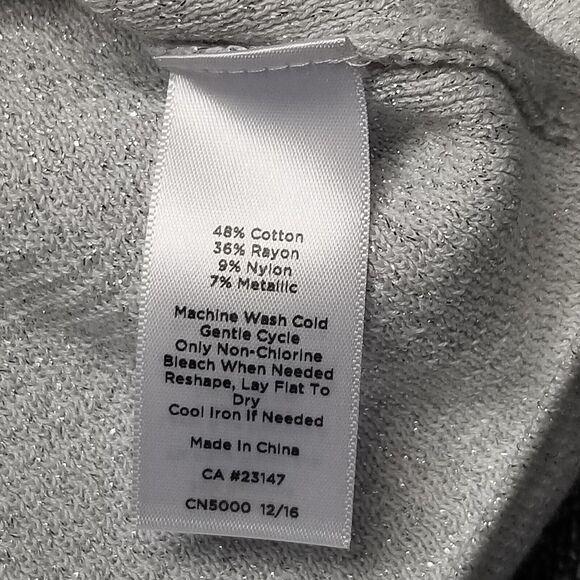 48% Cotton
36% Rayon
9% Nylon
7% Metallic
Machine Wash Cold
Gentle Cycle
Only Non-Chlorine
Bleach When Needed
Reshape, Lay Flat To
Dry
Cool Iron If Needed
Made In China
CA #23147
CN5000 12/16